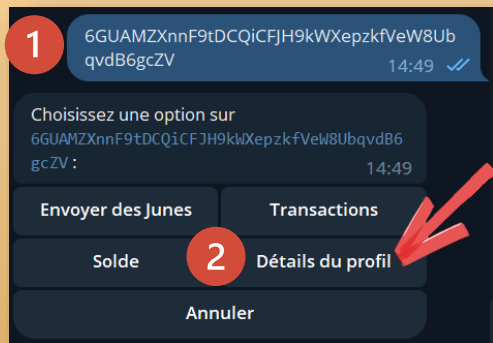 1
6GUAMZXnnF9tDCQiCFJH9kWXepzkfVeW8Ub
qvdB6gcZV
14:49
Choisissez une option sur
6GUAMZXnnF9tDCQiCFJH9kWXepzkfVeW8UbqvdB6
gcZV :
14:49
Envoyer des Junes
Transactions
Solde
2
Détails du profil
Annuler